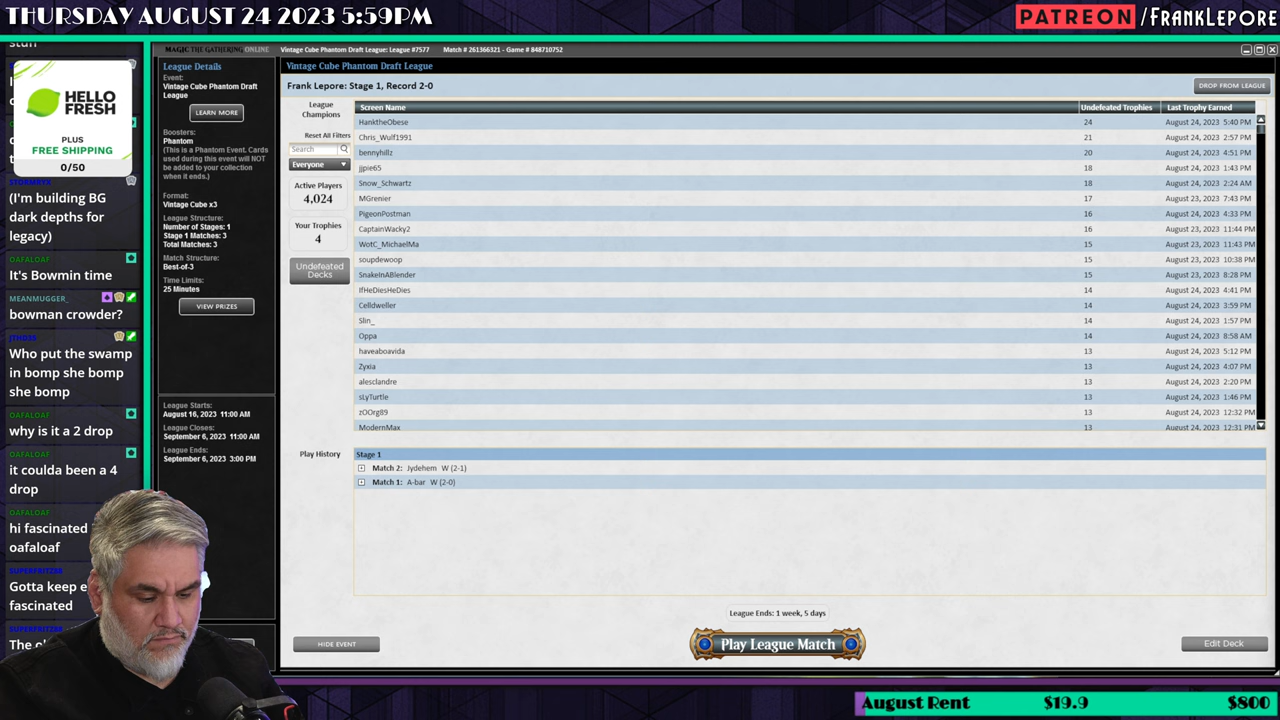 THURSDAY AUGUST 24 2023 5:59PM
PATREON /FRANKLEPORE
stuff
HELLO
FRESH
PLUS
FREE SHIPPING
0/50
(I'm building BG
dark depths for
legacy)
OAFALOAF
It's Bowmin time
MEANMUGGER_
bowman crowder?
Who put the swamp
in bomp she bomp
she bomp
OAFALOAF
why is it a 2 drop
OAFALOAF
it coulda been a 4
drop
OAFALOAF
hi fascinated
oafaloaf
SUPERFRITZ88
Gotta keep
fascinated
MAGIC THE GATHERING ONLINE
Vintage Cube Phantom Draft League: League #7577
Match # 261366321 - Game # 848710752
League Details
Event:
Vintage Cube Phantom Draft
League
LEARN MORE
Boosters:
Phantom
(This is a Phantom Event. Cards
used during this event will NOT
be added to your collection
when it ends.)
Format:
Vintage Cube x3
League Structure:
Number of Stages: 1
Stage 1 Matches: 3
Total Matches: 3
Match Structure:
Best-of-3
Time Limits:
25 Minutes
VIEW PRIZES
League Starts:
August 16, 2023 11:00 AM
League Closes:
September 6, 2023 11:00 AM
League Ends:
September 6, 2023 3:00 PM
Vintage Cube Phantom Draft League
Frank Lepore: Stage 1, Record 2-0
DROP FROM LEAGUE
League
Champions
Reset All Filters
Search
Everyone
Active Players
4,024
Your Trophies
4
Undefeated
Decks
Screen Name Undefeated Trophies Last Trophy Earned
HanktheObese 24 August 24, 2023 5:40 PM
Chris_Wulf1991 21 August 24, 2023 2:57 PM
bennyhillz 20 August 24, 2023 4:51 PM
jjpie65 18 August 24, 2023 1:43 PM
Snow_Schwartz 18 August 24, 2023 2:24 AM
MGrenier 17 August 23, 2023 7:43 PM
PigeonPostman 16 August 24, 2023 4:33 PM
CaptainWacky2 16 August 23, 2023 11:44 PM
WotC_MichaelMa 15 August 23, 2023 11:43 PM
soupdewoop 15 August 23, 2023 10:38 PM
SnakeInABlender 15 August 23, 2023 8:28 PM
IfHeDiesHeDies 14 August 24, 2023 4:41 PM
Celldweller 14 August 24, 2023 3:59 PM
Slin_ 14 August 24, 2023 1:57 PM
Oppa 14 August 24, 2023 8:58 AM
haveaboavida 13 August 24, 2023 5:12 PM
Zyxia 13 August 24, 2023 4:07 PM
alesclandre 13 August 24, 2023 2:20 PM
sLyTurtle 13 August 24, 2023 1:46 PM
zOOrg89 13 August 24, 2023 12:32 PM
ModernMax 13 August 24, 2023 12:31 PM
Play History
Stage 1
Match 2: Jydehem W (2-1)
Match 1: A-bar W (2-0)
League Ends: 1 week, 5 days
HIDE EVENT
Play League Match
Edit Deck
August Rent $19.9 $800